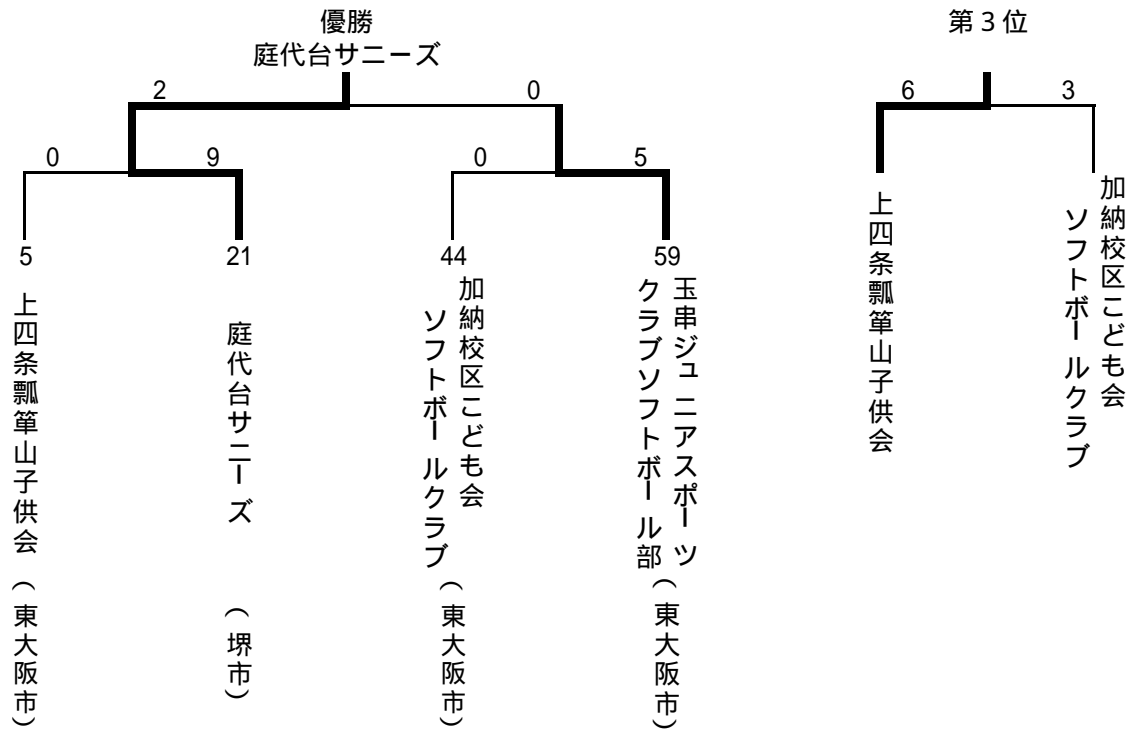 優勝
庭代台サニーズ
第３位
2
0
6
3
0
9
0
5
5
21
44
59
上四条瓢箪山子供会（東大阪市）
庭代台サニーズ（堺市）
加納校区こども会
ソフトボールクラブ（東大阪市）
玉串ジュニアスポーツ
クラブソフトボール部（東大阪市）
上四条瓢箪山子供会
加納校区こども会
ソフトボールクラブ